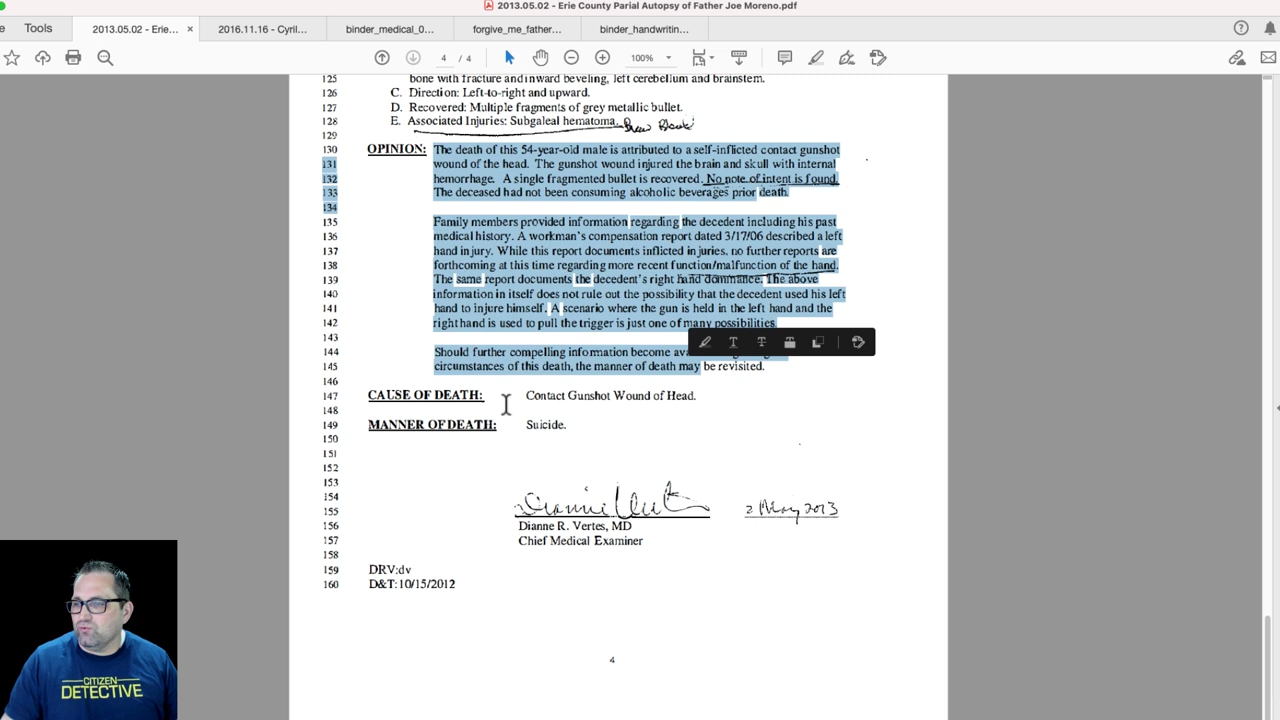 2013.05.02 - Erie County Parial Autopsy of Father Joe Moreno.pdf
Tools
2013.05.02 - Erie...
2016.11.16 - Cyril...
binder_medical_0...
forgive_me_father...
binder_handwritin...
4 / 4
100%
125 bone with fracture and inward beveling, left cerebellum and brainstem.
126 C. Direction: Left-to-right and upward.
127 D. Recovered: Multiple fragments of grey metallic bullet.
128 E. Associated Injuries: Subgaleal hematoma.
129
130 OPINION: The death of this 54-year-old male is attributed to a self-inflicted contact gunshot
131 wound of the head. The gunshot wound injured the brain and skull with internal
132 hemorrhage. A single fragmented bullet is recovered. No note of intent is found.
133 The deceased had not been consuming alcoholic beverages prior death.
134
135 Family members provided information regarding the decedent including his past
136 medical history. A workman's compensation report dated 3/17/06 described a left
137 hand injury. While this report documents inflicted injuries, no further reports are
138 forthcoming at this time regarding more recent function/malfunction of the hand.
139 The same report documents the decedent's right hand dominance. The above
140 information in itself does not rule out the possibility that the decedent used his left
141 hand to injure himself. A scenario where the gun is held in the left hand and the
142 right hand is used to pull the trigger is just one of many possibilities.
143
144 Should further compelling information become
145 circumstances of this death, the manner of death may be revisited.
146
147 CAUSE OF DEATH: Contact Gunshot Wound of Head.
148
149 MANNER OF DEATH: Suicide.
150
151
152
153
154
155 2 May 2013
156 Dianne R. Vertes, MD
157 Chief Medical Examiner
158
159 DRV:dv
160 D&T:10/15/2012
4
CITIZEN
DETECTIVE